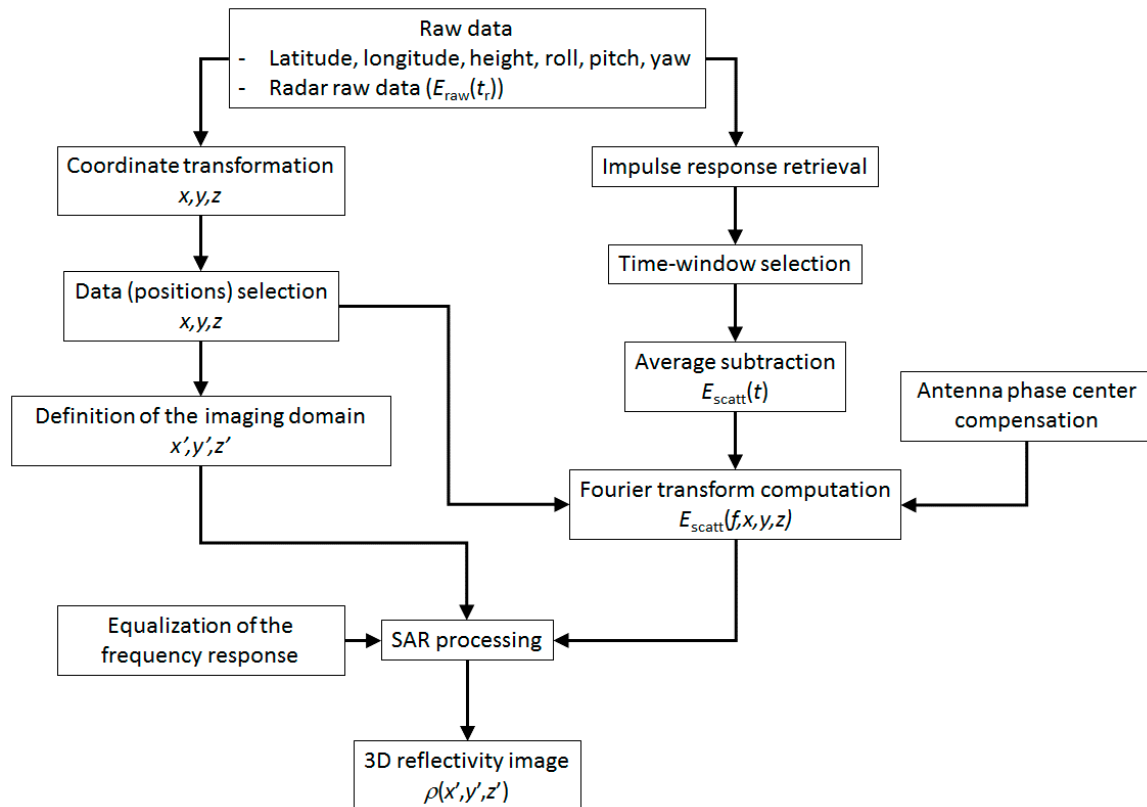 Raw data
- Latitude, longitude, height, roll, pitch, yaw
- Radar raw data (Eraw(tr))
Coordinate transformation
x,y,z
Impulse response retrieval
Time-window selection
Data (positions) selection
x,y,z
Average subtraction
Escatt(t)
Antenna phase center
compensation
Definition of the imaging domain
x',y',z'
Fourier transform computation
Escatt(f,x,y,z)
Equalization of the
frequency response
SAR processing
3D reflectivity image
ρ(x',y',z')